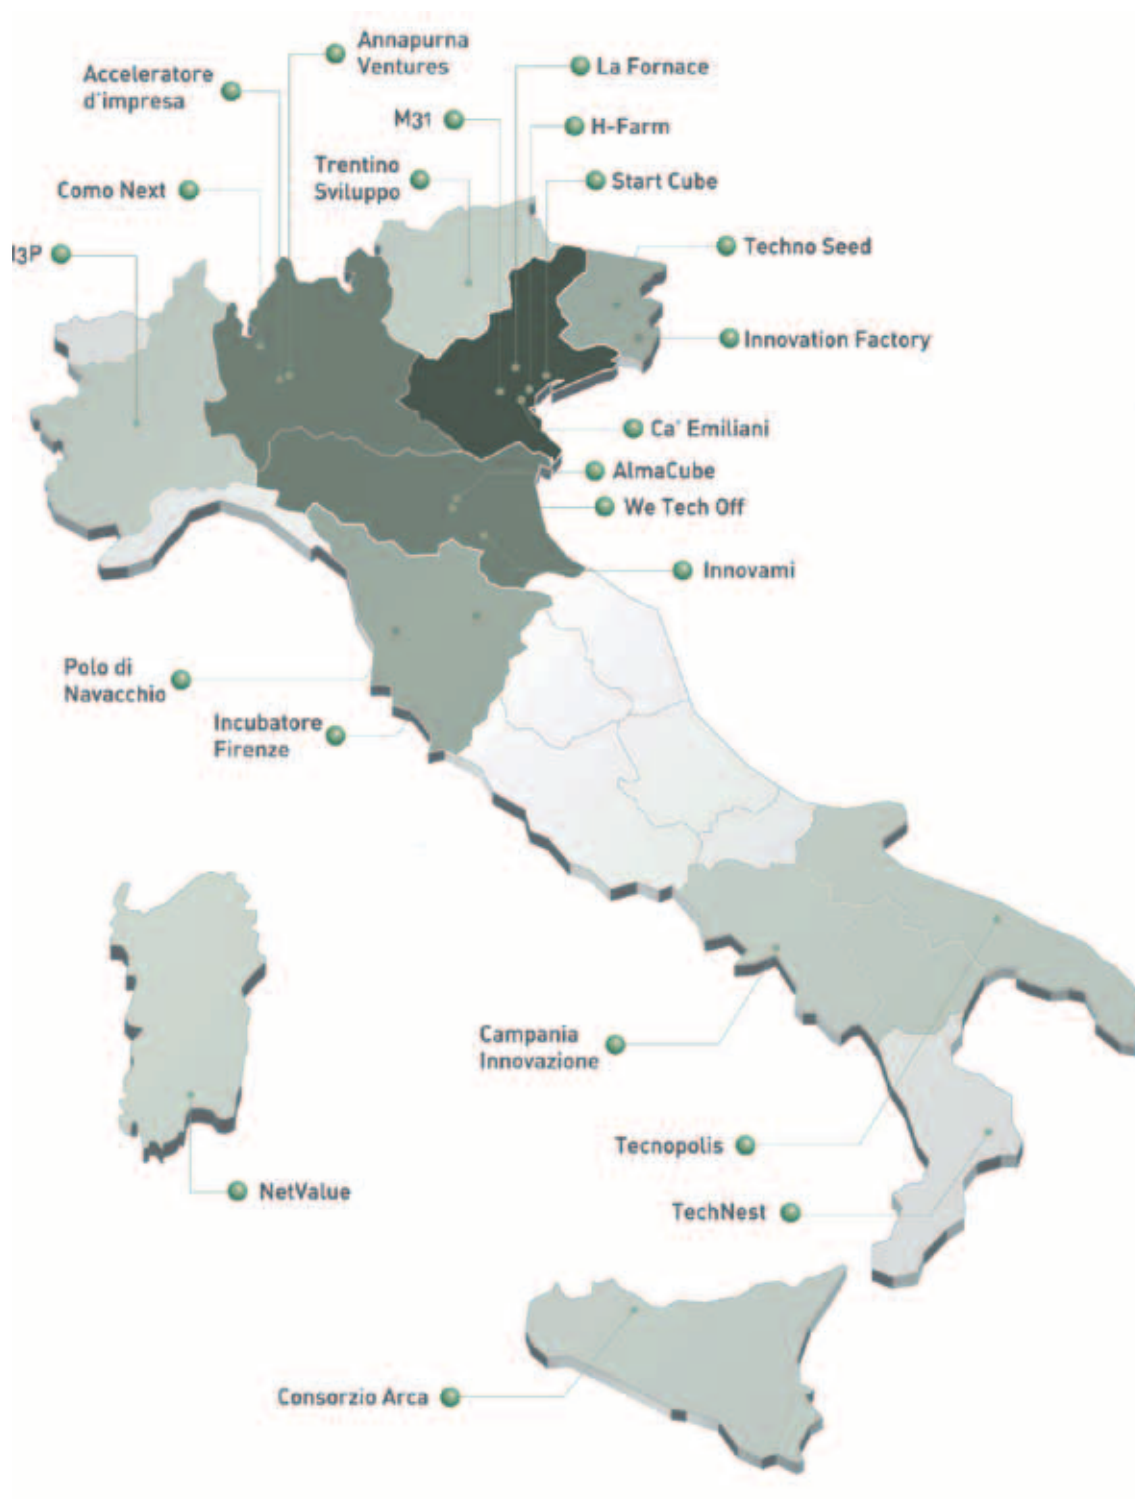 Annapurna
Ventures
La Fornace
Acceleratore
d'impresa
M31
H-Farm
Trentino
Sviluppo
Start Cube
Como Next
I3P
Techno Seed
Innovation Factory
Ca' Emiliani
AlmaCube
We Tech Off
Innovami
Polo di
Navacchio
Incubatore
Firenze
Campania
Innovazione
Tecnopolis
NetValue
TechNest
Consorzio Arca